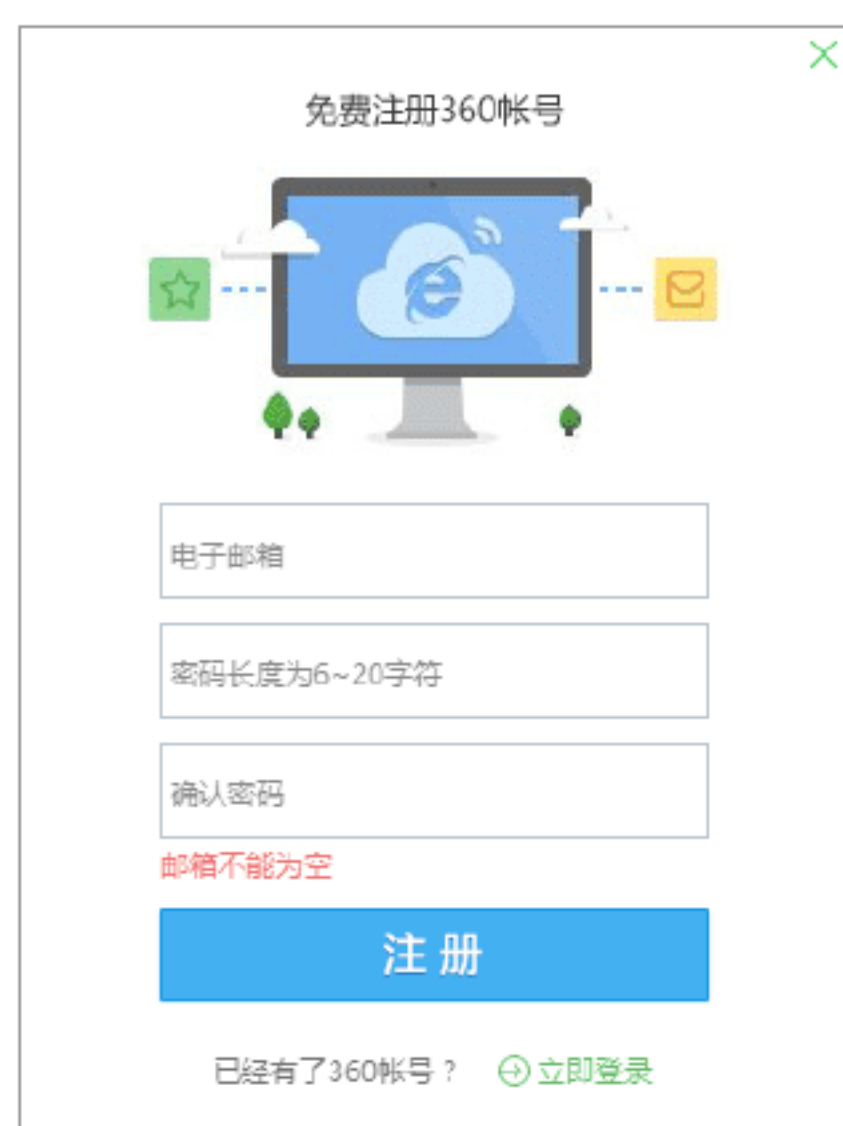 免费注册360帐号
电子邮箱
密码长度为6~20字符
确认密码
邮箱不能为空
注 册
已经有了360帐号？ 立即登录